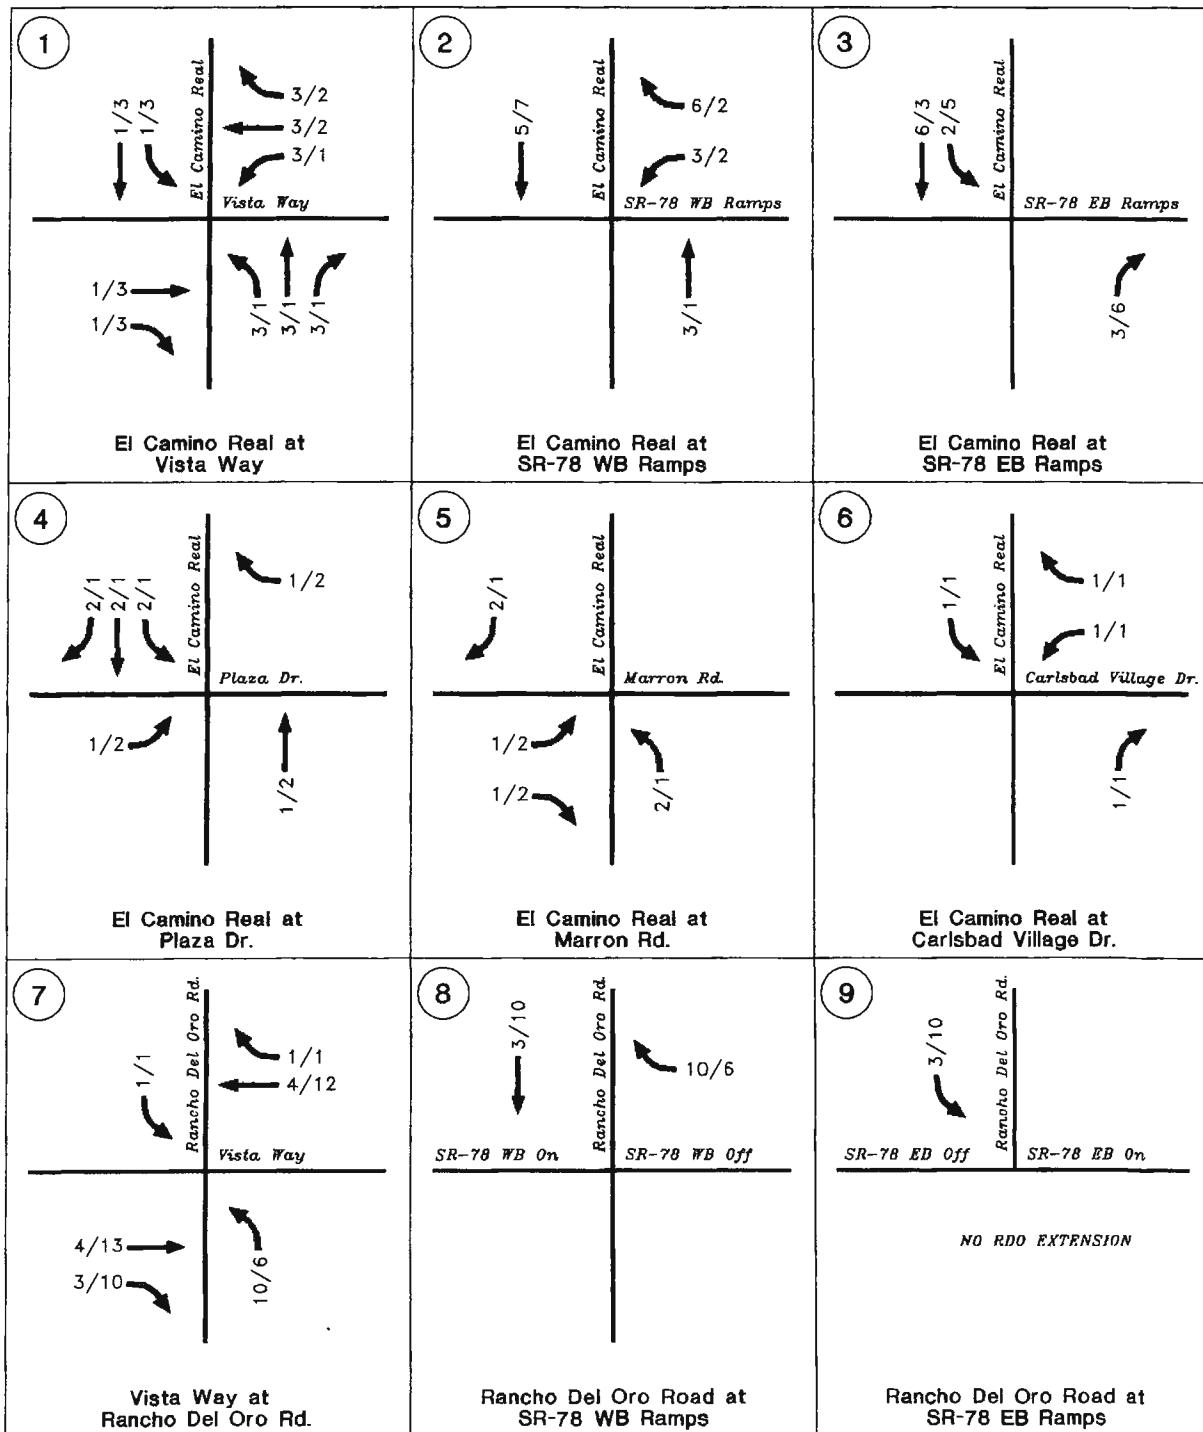 1
El Camino Real
1/3
1/3
3/2
3/2
3/1
Vista Way
1/3
1/3
3/1
3/1
3/1
El Camino Real at
Vista Way
2
El Camino Real
5/7
6/2
3/2
SR-78 WB Ramps
3/1
El Camino Real at
SR-78 WB Ramps
3
El Camino Real
6/3
2/5
SR-78 EB Ramps
3/6
El Camino Real at
SR-78 EB Ramps
4
El Camino Real
2/1
2/1
2/1
1/2
Plaza Dr.
1/2
1/2
El Camino Real at
Plaza Dr.
5
El Camino Real
2/1
Marron Rd.
1/2
1/2
2/1
El Camino Real at
Marron Rd.
6
El Camino Real
1/1
1/1
1/1
Carlsbad Village Dr.
1/1
El Camino Real at
Carlsbad Village Dr.
7
Rancho Del Oro Rd.
1/1
1/1
4/12
Vista Way
4/13
3/10
10/6
Vista Way at
Rancho Del Oro Rd.
8
Rancho Del Oro Rd.
3/10
10/6
SR-78 WB On
SR-78 WB Off
Rancho Del Oro Road at
SR-78 WB Ramps
9
Rancho Del Oro Rd.
3/10
SR-78 ED Off
SR-78 EB On
NO RDO EXTENSION
Rancho Del Oro Road at
SR-78 EB Ramps